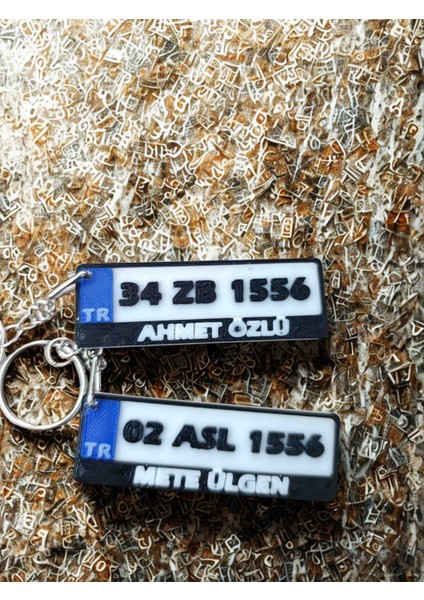 34 ZB 1556
TR
AHMET ÖZLÜ
02 ASL 1556
TR
METE ÜLGEN